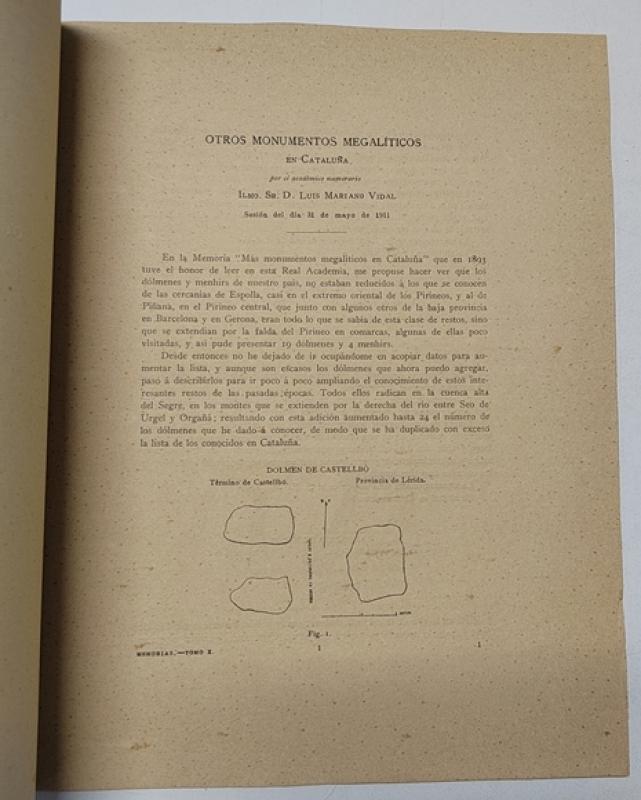 OTROS MONUMENTOS MEGALÍTICOS
EN CATALUÑA
por el académico numerario
ILMO. SR. D. LUIS MARIANO VIDAL
Sesión del día 31 de mayo de 1911
En la Memoria "Más monumentos megalíticos en Cataluña" que en 1893
tuve el honor de leer en esta Real Academia, me propuse hacer ver que los
dólmenes y menhirs de nuestro país, no estaban reducidos á los que se conocen
de las cercanías de Espolla, casi en el extremo oriental de los Pirineos, y al de
Piñana, en el Pirineo central, que junto con algunos otros de la baja provincia
en Barcelona y en Gerona, eran todo lo que se sabía de esta clase de restos, sino
que se extendían por la falda del Pirineo en comarcas, algunas de ellas poco
visitadas, y así pude presentar 19 dólmenes y 4 menhirs.
Desde entonces no he dejado de ir ocupándome en acopiar datos para au-
mentar la lista, y aunque son escasos los dólmenes que ahora puedo agregar,
paso á describirlos para ir poco á poco ampliando el conocimiento de estos inte-
resantes restos de las pasadas épocas. Todos ellos radican en la cuenca alta
del Segre, en los montes que se extienden por la derecha del río entre Seo de
Urgel y Orgañá; resultando con esta adición aumentado hasta 24 el número de
los dólmenes que he dado á conocer, de modo que se ha duplicado con exceso
la lista de los conocidos en Cataluña.
DOLMEN DE CASTELLBÓ
Término de Castellbó. Provincia de Lérida.
Fig. 1.
MEMORIAS.—TOMO X. 1 1